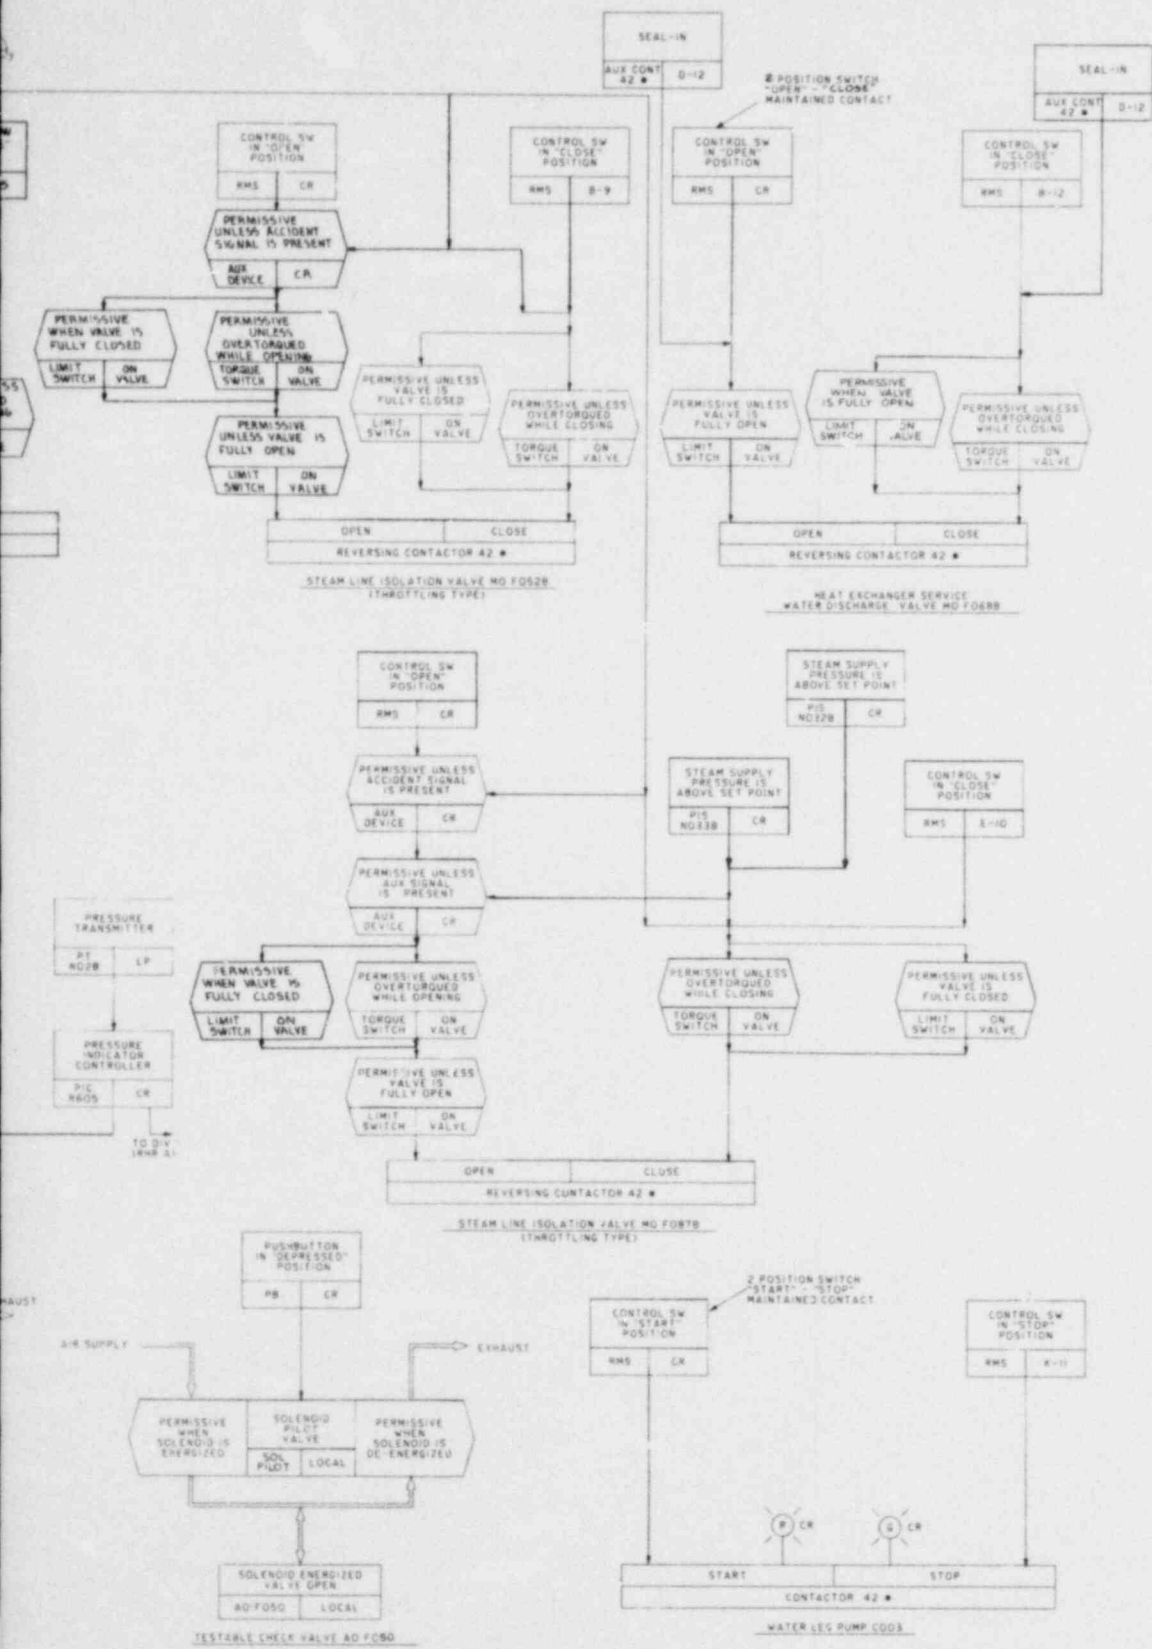 SEAL-IN
AUX CONT
42 *
D-12
2 POSITION SWITCH
"OPEN" - "CLOSE"
MAINTAINED CONTACT
SEAL-IN
AUX CONT
42 *
D-12
CONTROL SW
IN "OPEN"
POSITION
RMS
CR
CONTROL SW
IN "CLOSE"
POSITION
RMS
B-9
CONTROL SW
IN "OPEN"
POSITION
RMS
CR
CONTROL SW
IN "CLOSE"
POSITION
RMS
B-12
PERMISSIVE
UNLESS ACCIDENT
SIGNAL IS PRESENT
AUX
DEVICE
CR
PERMISSIVE
WHEN VALVE IS
FULLY CLOSED
LIMIT
SWITCH
ON
VALVE
PERMISSIVE
UNLESS
OVERTORQUED
WHILE OPENING
TORQUE
SWITCH
ON
VALVE
PERMISSIVE UNLESS
VALVE IS
FULLY CLOSED
LIMIT
SWITCH
ON
VALVE
PERMISSIVE UNLESS
OVERTORQUED
WHILE CLOSING
TORQUE
SWITCH
ON
VALVE
PERMISSIVE UNLESS
VALVE IS
FULLY OPEN
LIMIT
SWITCH
ON
VALVE
PERMISSIVE
WHEN VALVE
IS FULLY OPEN
LIMIT
SWITCH
ON
PERMISSIVE UNLESS
OVERTORQUED
WHILE CLOSING
TORQUE
SWITCH
ON
VALVE
PERMISSIVE
UNLESS VALVE IS
FULLY OPEN
LIMIT
SWITCH
ON
VALVE
OPEN
CLOSE
REVERSING CONTACTOR 42 *
STEAM LINE ISOLATION VALVE MO F052B
(THROTTLING TYPE)
OPEN
CLOSE
REVERSING CONTACTOR 42 *
HEAT EXCHANGER SERVICE
WATER DISCHARGE VALVE MO F068B
CONTROL SW
IN "OPEN"
POSITION
RMS
CR
STEAM SUPPLY
PRESSURE IS
ABOVE SET POINT
PIS
N032B
CR
PERMISSIVE UNLESS
ACCIDENT SIGNAL
IS PRESENT
AUX
DEVICE
CR
STEAM SUPPLY
PRESSURE IS
ABOVE SET POINT
PIS
N033B
CR
CONTROL SW
IN "CLOSE"
POSITION
RMS
E-10
PERMISSIVE UNLESS
AUX SIGNAL
IS PRESENT
AUX
DEVICE
CR
PRESSURE
TRANSMITTER
PT
N028
LP
PERMISSIVE
WHEN VALVE IS
FULLY CLOSED
LIMIT
SWITCH
ON
VALVE
PERMISSIVE UNLESS
OVERTORQUED
WHILE OPENING
TORQUE
SWITCH
ON
VALVE
PERMISSIVE UNLESS
OVERTORQUED
WHILE CLOSING
TORQUE
SWITCH
ON
VALVE
PERMISSIVE UNLESS
VALVE IS
FULLY CLOSED
LIMIT
SWITCH
ON
VALVE
PRESSURE
INDICATOR
CONTROLLER
PIC
R605
CR
TO DIV
(RHR A)
PERMISSIVE UNLESS
VALVE IS
FULLY OPEN
LIMIT
SWITCH
ON
VALVE
OPEN
CLOSE
REVERSING CONTACTOR 42 *
STEAM LINE ISOLATION VALVE MO F087B
(THROTTLING TYPE)
PUSHBUTTON
IN "DEPRESSED"
POSITION
PB
CR
2 POSITION SWITCH
"START" - "STOP"
MAINTAINED CONTACT
CONTROL SW
IN "START"
POSITION
RMS
CR
CONTROL SW
IN "STOP"
POSITION
RMS
K-11
AIR SUPPLY
EXHAUST
PERMISSIVE
WHEN
SOLENOID IS
ENERGIZED
SOLENOID
PILOT
VALVE
SOL
PILOT
LOCAL
PERMISSIVE
WHEN
SOLENOID IS
DE-ENERGIZED
R CR
G CR
SOLENOID ENERGIZED
VALVE OPEN
AO-F050
LOCAL
TESTABLE CHECK VALVE AO F050
START
STOP
CONTACTOR 42 *
WATER LEG PUMP C003